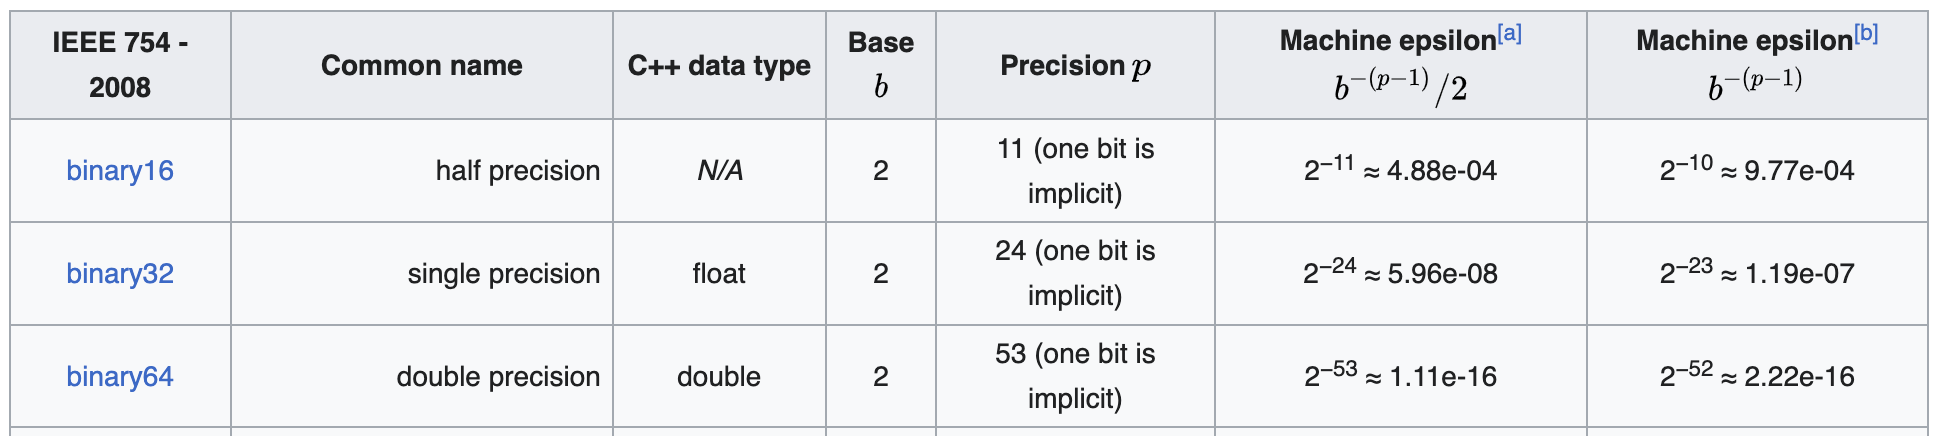 IEEE 754 -
2008
Common name
C++ data type
Base
b
Precision p
Machine epsilon[a]
b^−(p−1)/2
Machine epsilon[b]
b^−(p−1)
binary16
half precision
N/A
2
11 (one bit is
implicit)
2^−11 ≈ 4.88e-04
2^−10 ≈ 9.77e-04
binary32
single precision
float
2
24 (one bit is
implicit)
2^−24 ≈ 5.96e-08
2^−23 ≈ 1.19e-07
binary64
double precision
double
2
53 (one bit is
implicit)
2^−53 ≈ 1.11e-16
2^−52 ≈ 2.22e-16